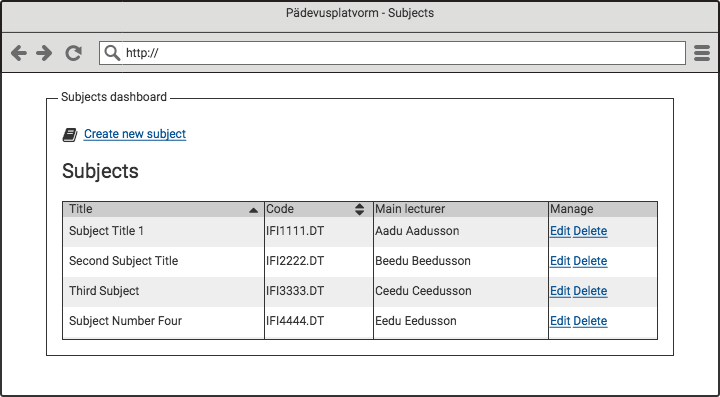 Pädevusplatvorm - Subjects
http://
Subjects dashboard
Create new subject
Subjects
Title Code Main lecturer Manage
Subject Title 1 IFI1111.DT Aadu Aadusson Edit Delete
Second Subject Title IFI2222.DT Beedu Beedusson Edit Delete
Third Subject IFI3333.DT Ceedu Ceedusson Edit Delete
Subject Number Four IFI4444.DT Eedu Eedusson Edit Delete